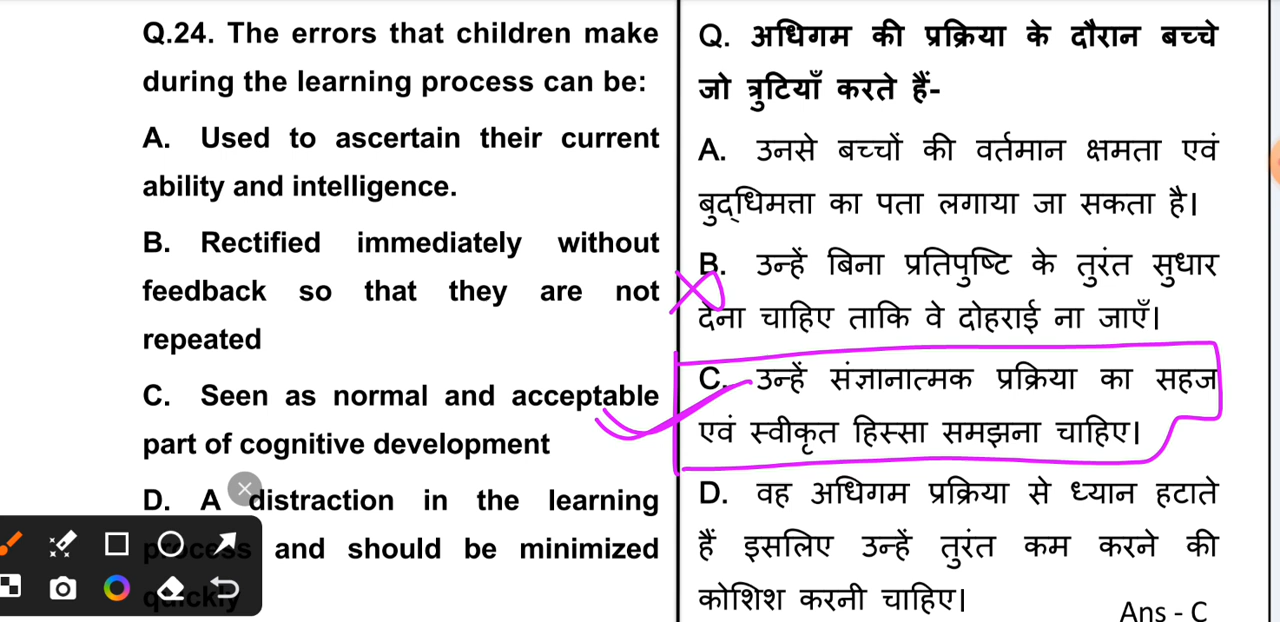 Q.24. The errors that children make
during the learning process can be:
A. Used to ascertain their current
ability and intelligence.
B. Rectified immediately without
feedback so that they are not
repeated
C. Seen as normal and acceptable
part of cognitive development
D. A distraction in the learning
process and should be minimized
quickly
Q. अधिगम की प्रक्रिया के दौरान बच्चे
जो त्रुटियाँ करते हैं-
A. उनसे बच्चों की वर्तमान क्षमता एवं
बुद्धिमत्ता का पता लगाया जा सकता है।
B. उन्हें बिना प्रतिपुष्टि के तुरंत सुधार
देना चाहिए ताकि वे दोहराई ना जाएँ।
C. उन्हें संज्ञानात्मक प्रक्रिया का सहज
एवं स्वीकृत हिस्सा समझना चाहिए।
D. वह अधिगम प्रक्रिया से ध्यान हटाते
हैं इसलिए उन्हें तुरंत कम करने की
कोशिश करनी चाहिए।
Ans - C